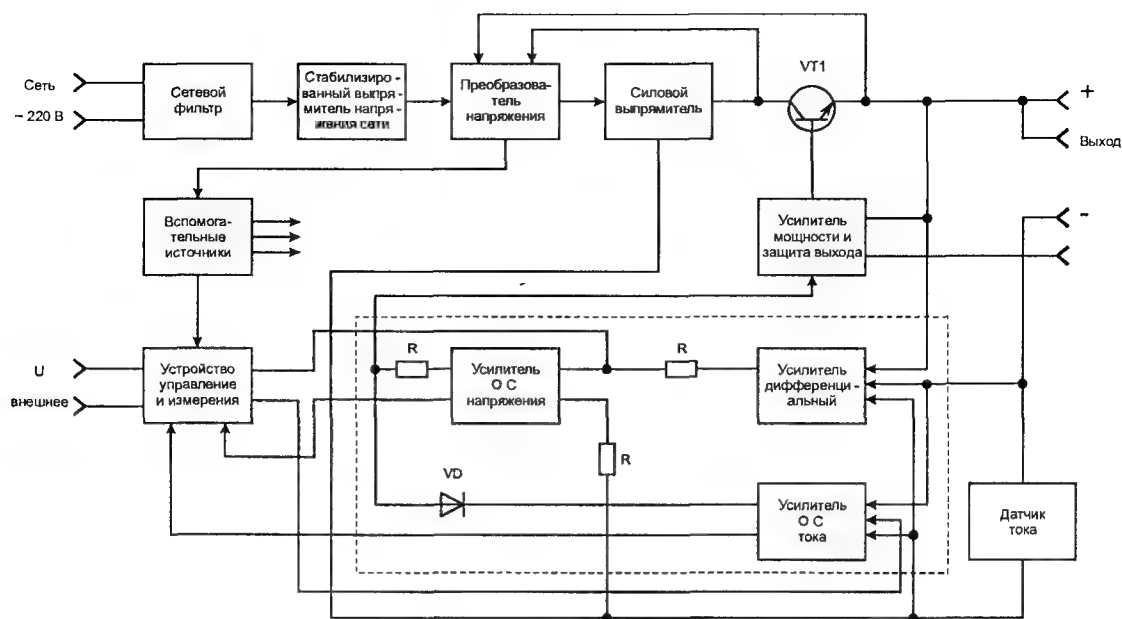 VT1
Сеть
~ 220 В
Сетевой
фильтр
Стабилизиро -
ванный выпря-
митель напря -
жения сети
Преобразова-
тель
напряжения
Силовой
выпрямитель
+
Выход
-
Вспомога-
тельные
источники
Усилитель
мощности и
защита выхода
U
внешнее
Устройство
управление
и измерения
R
Усилитель
О С
напряжения
R
Усилитель
дифференци -
альный
R
VD
Усилитель
О С
тока
Датчик
тока